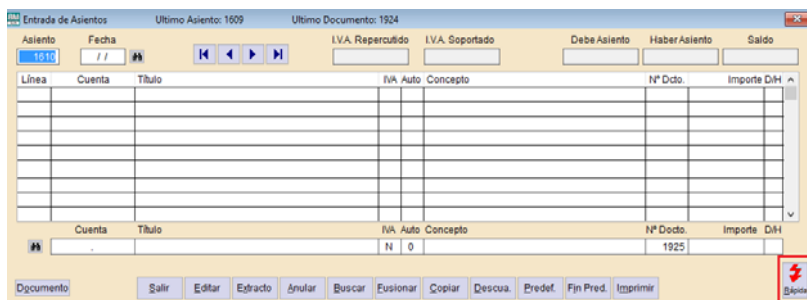 Entrada de Asientos Ultimo Asiento: 1609 Ultimo Documento: 1924
Asiento Fecha I.V.A. Repercutido I.V.A. Soportado Debe Asiento Haber Asiento Saldo
1610 / /
Línea Cuenta Título IVA Auto Concepto Nº Dcto. Importe D/H
Cuenta Título IVA Auto Concepto Nº Docto. Importe D/H
. N 0 1925
Documento Salir Editar Extracto Anular Buscar Fusionar Copiar Descua. Predef. Fin Pred. Imprimir Rápida